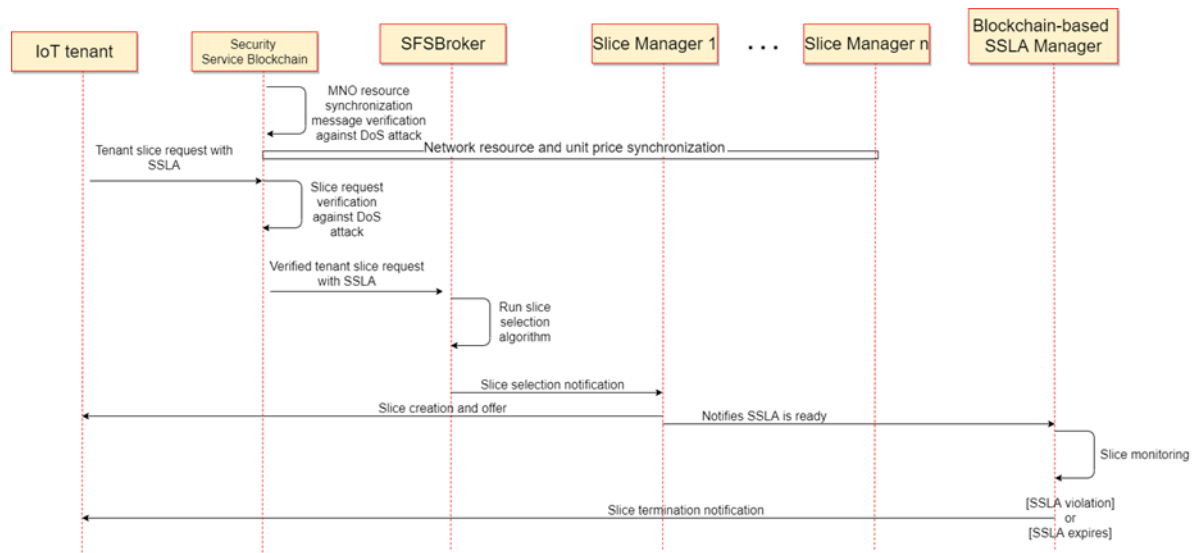 IoT tenant
Security
Service Blockchain
SFSBroker
Slice Manager 1
...
Slice Manager n
Blockchain-based
SSLA Manager
MNO resource
synchronization
message verification
against DoS attack
Network resource and unit price synchronization
Tenant slice request with
SSLA
Slice request
verification
against DoS
attack
Verified tenant slice request
with SSLA
Run slice
selection
algorithm
Slice selection notification
Slice creation and offer
Notifies SSLA is ready
Slice monitoring
[SSLA violation]
or
[SSLA expires]
Slice termination notification